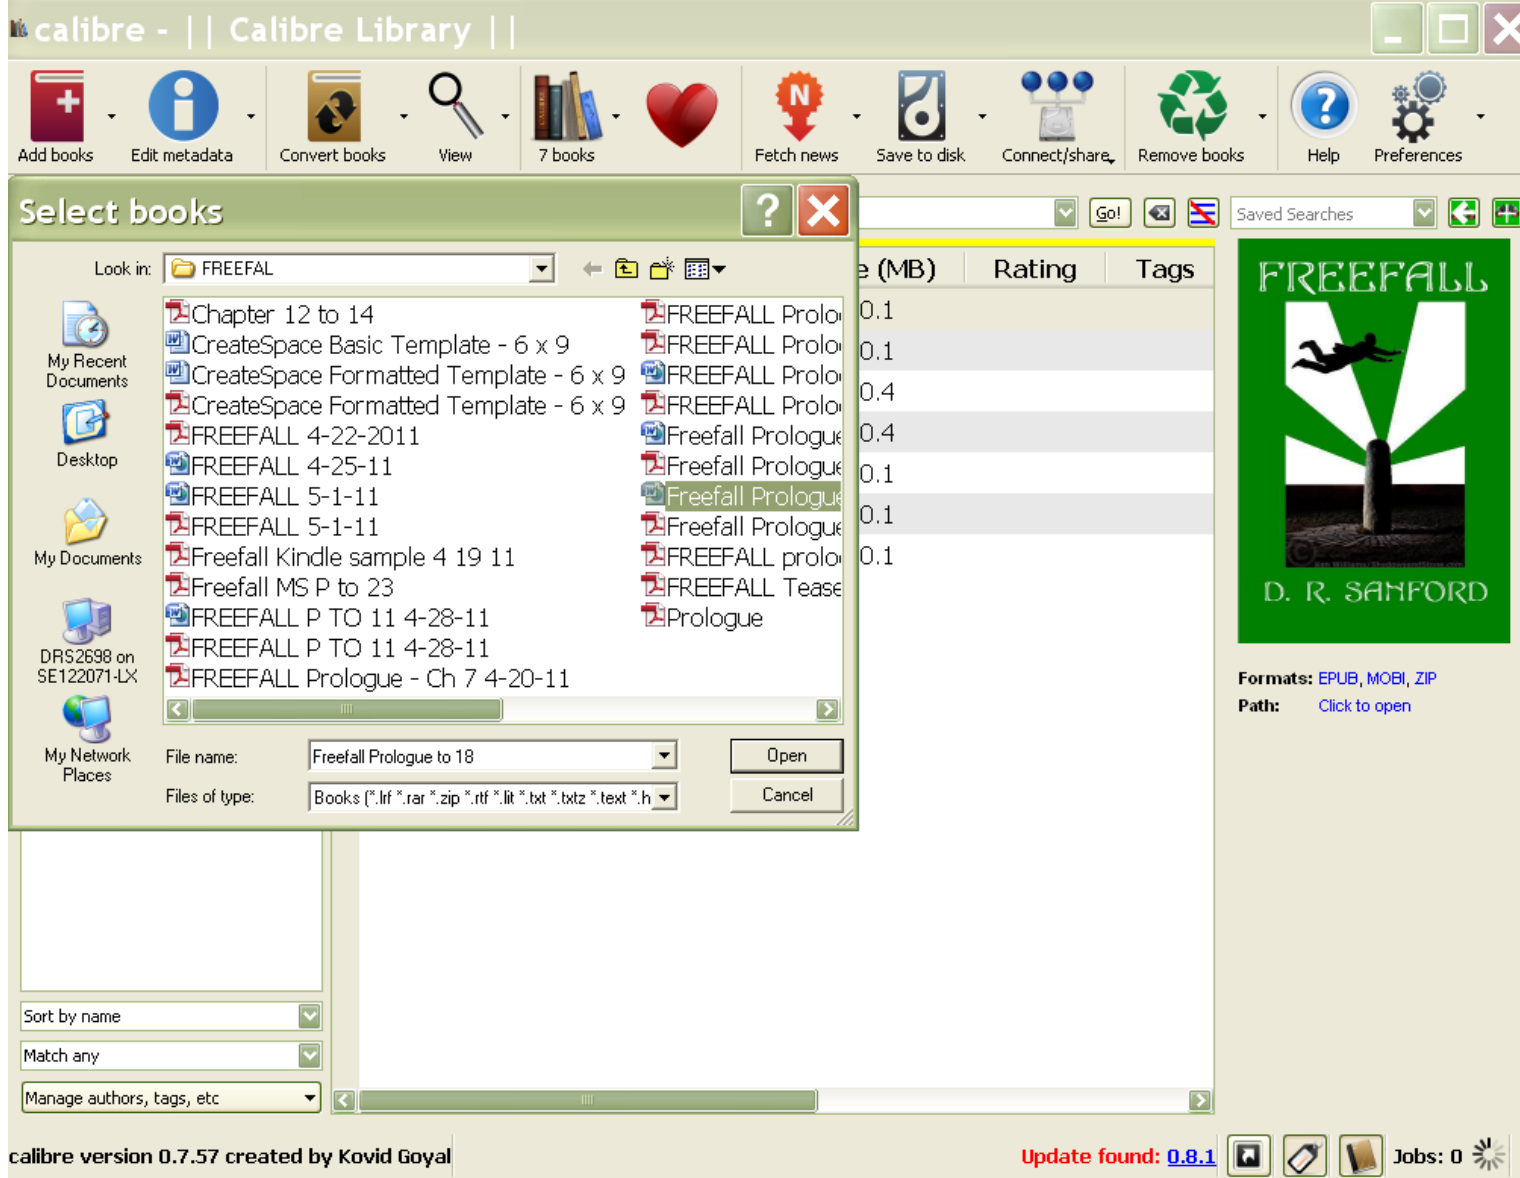 calibre - || Calibre Library ||
Add books
Edit metadata
Convert books
View
7 books
Fetch news
Save to disk
Connect/share
Remove books
Help
Preferences
Select books
Go!
Saved Searches
Look in:
FREEFAL
My Recent
Documents
Desktop
My Documents
DRS2698 on
SE122071-LX
My Network
Places
Chapter 12 to 14
CreateSpace Basic Template - 6 x 9
CreateSpace Formatted Template - 6 x 9
CreateSpace Formatted Template - 6 x 9
FREEFALL 4-22-2011
FREEFALL 4-25-11
FREEFALL 5-1-11
FREEFALL 5-1-11
Freefall Kindle sample 4 19 11
Freefall MS P to 23
FREEFALL P TO 11 4-28-11
FREEFALL P TO 11 4-28-11
FREEFALL Prologue - Ch 7 4-20-11
FREEFALL Prolo
FREEFALL Prolo
FREEFALL Prolo
FREEFALL Prolo
Freefall Prologue
Freefall Prologue
Freefall Prologue
Freefall Prologue
FREEFALL prolo
FREEFALL Tease
Prologue
File name:
Freefall Prologue to 18
Open
Files of type:
Books (*.lrf *.rar *.zip *.rtf *.lit *.txt *.txtz *.text *.h
Cancel
e (MB)
Rating
Tags
0.1
0.1
0.4
0.4
0.1
0.1
0.1
FREEFALL
D. R. SANFORD
Formats: EPUB, MOBI, ZIP
Path: Click to open
Sort by name
Match any
Manage authors, tags, etc
calibre version 0.7.57 created by Kovid Goyal
Update found: 0.8.1
Jobs: 0